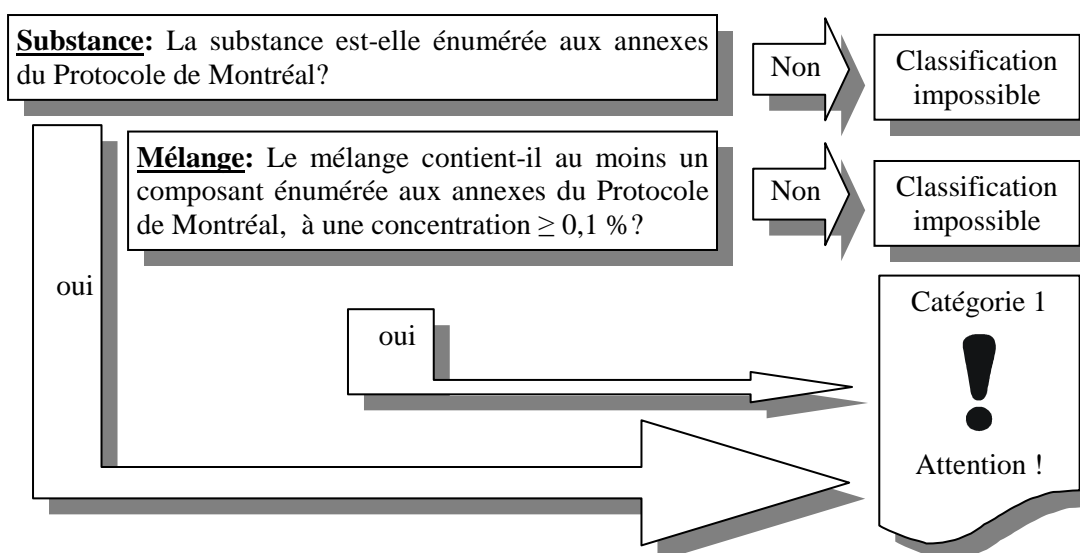 Substance: La substance est-elle énumérée aux annexes
du Protocole de Montréal?
Non
Classification
impossible
Mélange: Le mélange contient-il au moins un
composant énumérée aux annexes du Protocole
de Montréal, à une concentration ≥ 0,1 %?
Non
Classification
impossible
oui
oui
Catégorie 1
!
Attention !